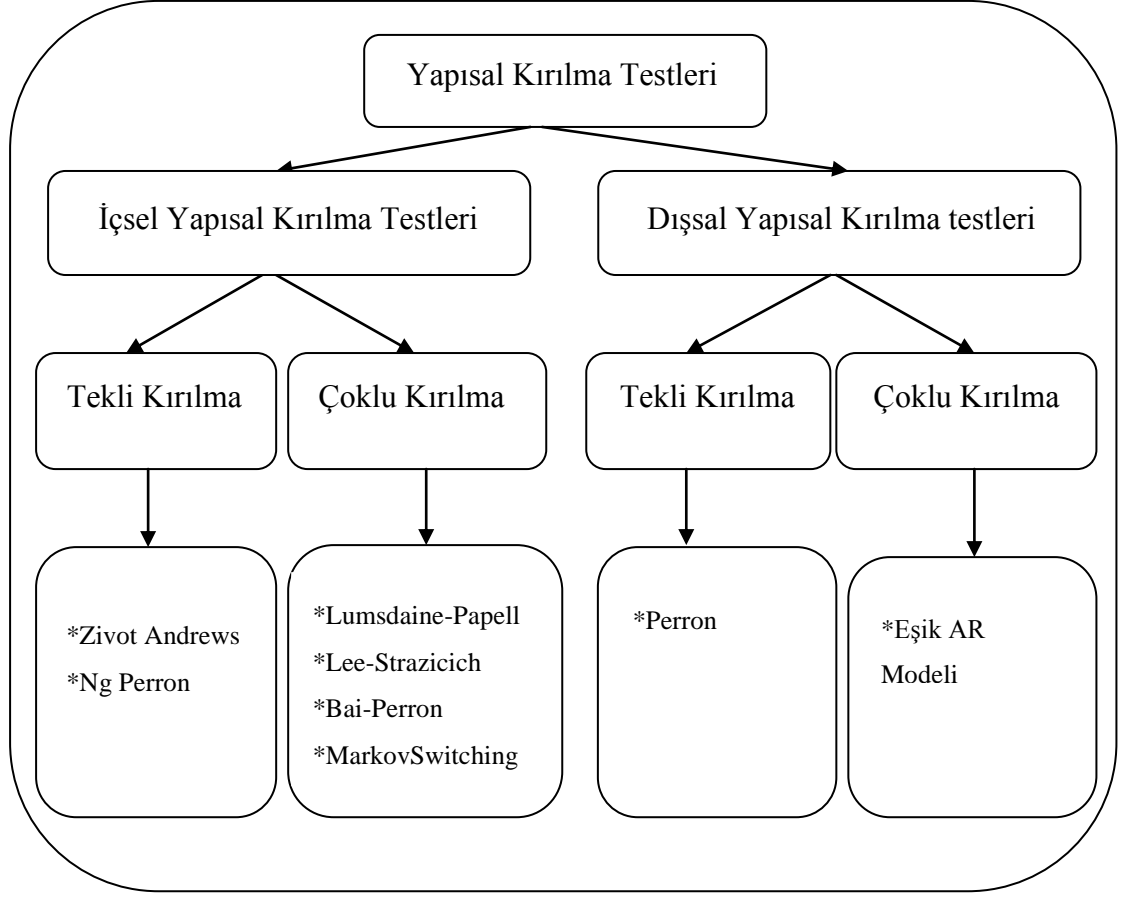 Yapısal Kırılma Testleri
İçsel Yapısal Kırılma Testleri
Dışsal Yapısal Kırılma testleri
Tekli Kırılma
Çoklu Kırılma
Tekli Kırılma
Çoklu Kırılma
*Zivot Andrews
*Ng Perron
*Lumsdaine-Papell
*Lee-Strazicich
*Bai-Perron
*MarkovSwitching
*Perron
*Eşik AR
Modeli